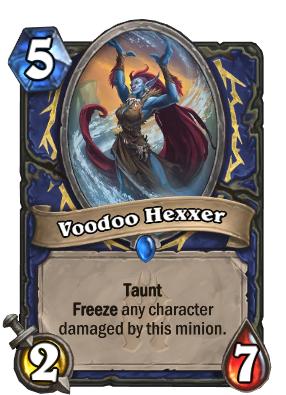 5
Voodoo Hexxer
Taunt
Freeze any character
damaged by this minion.
2
7